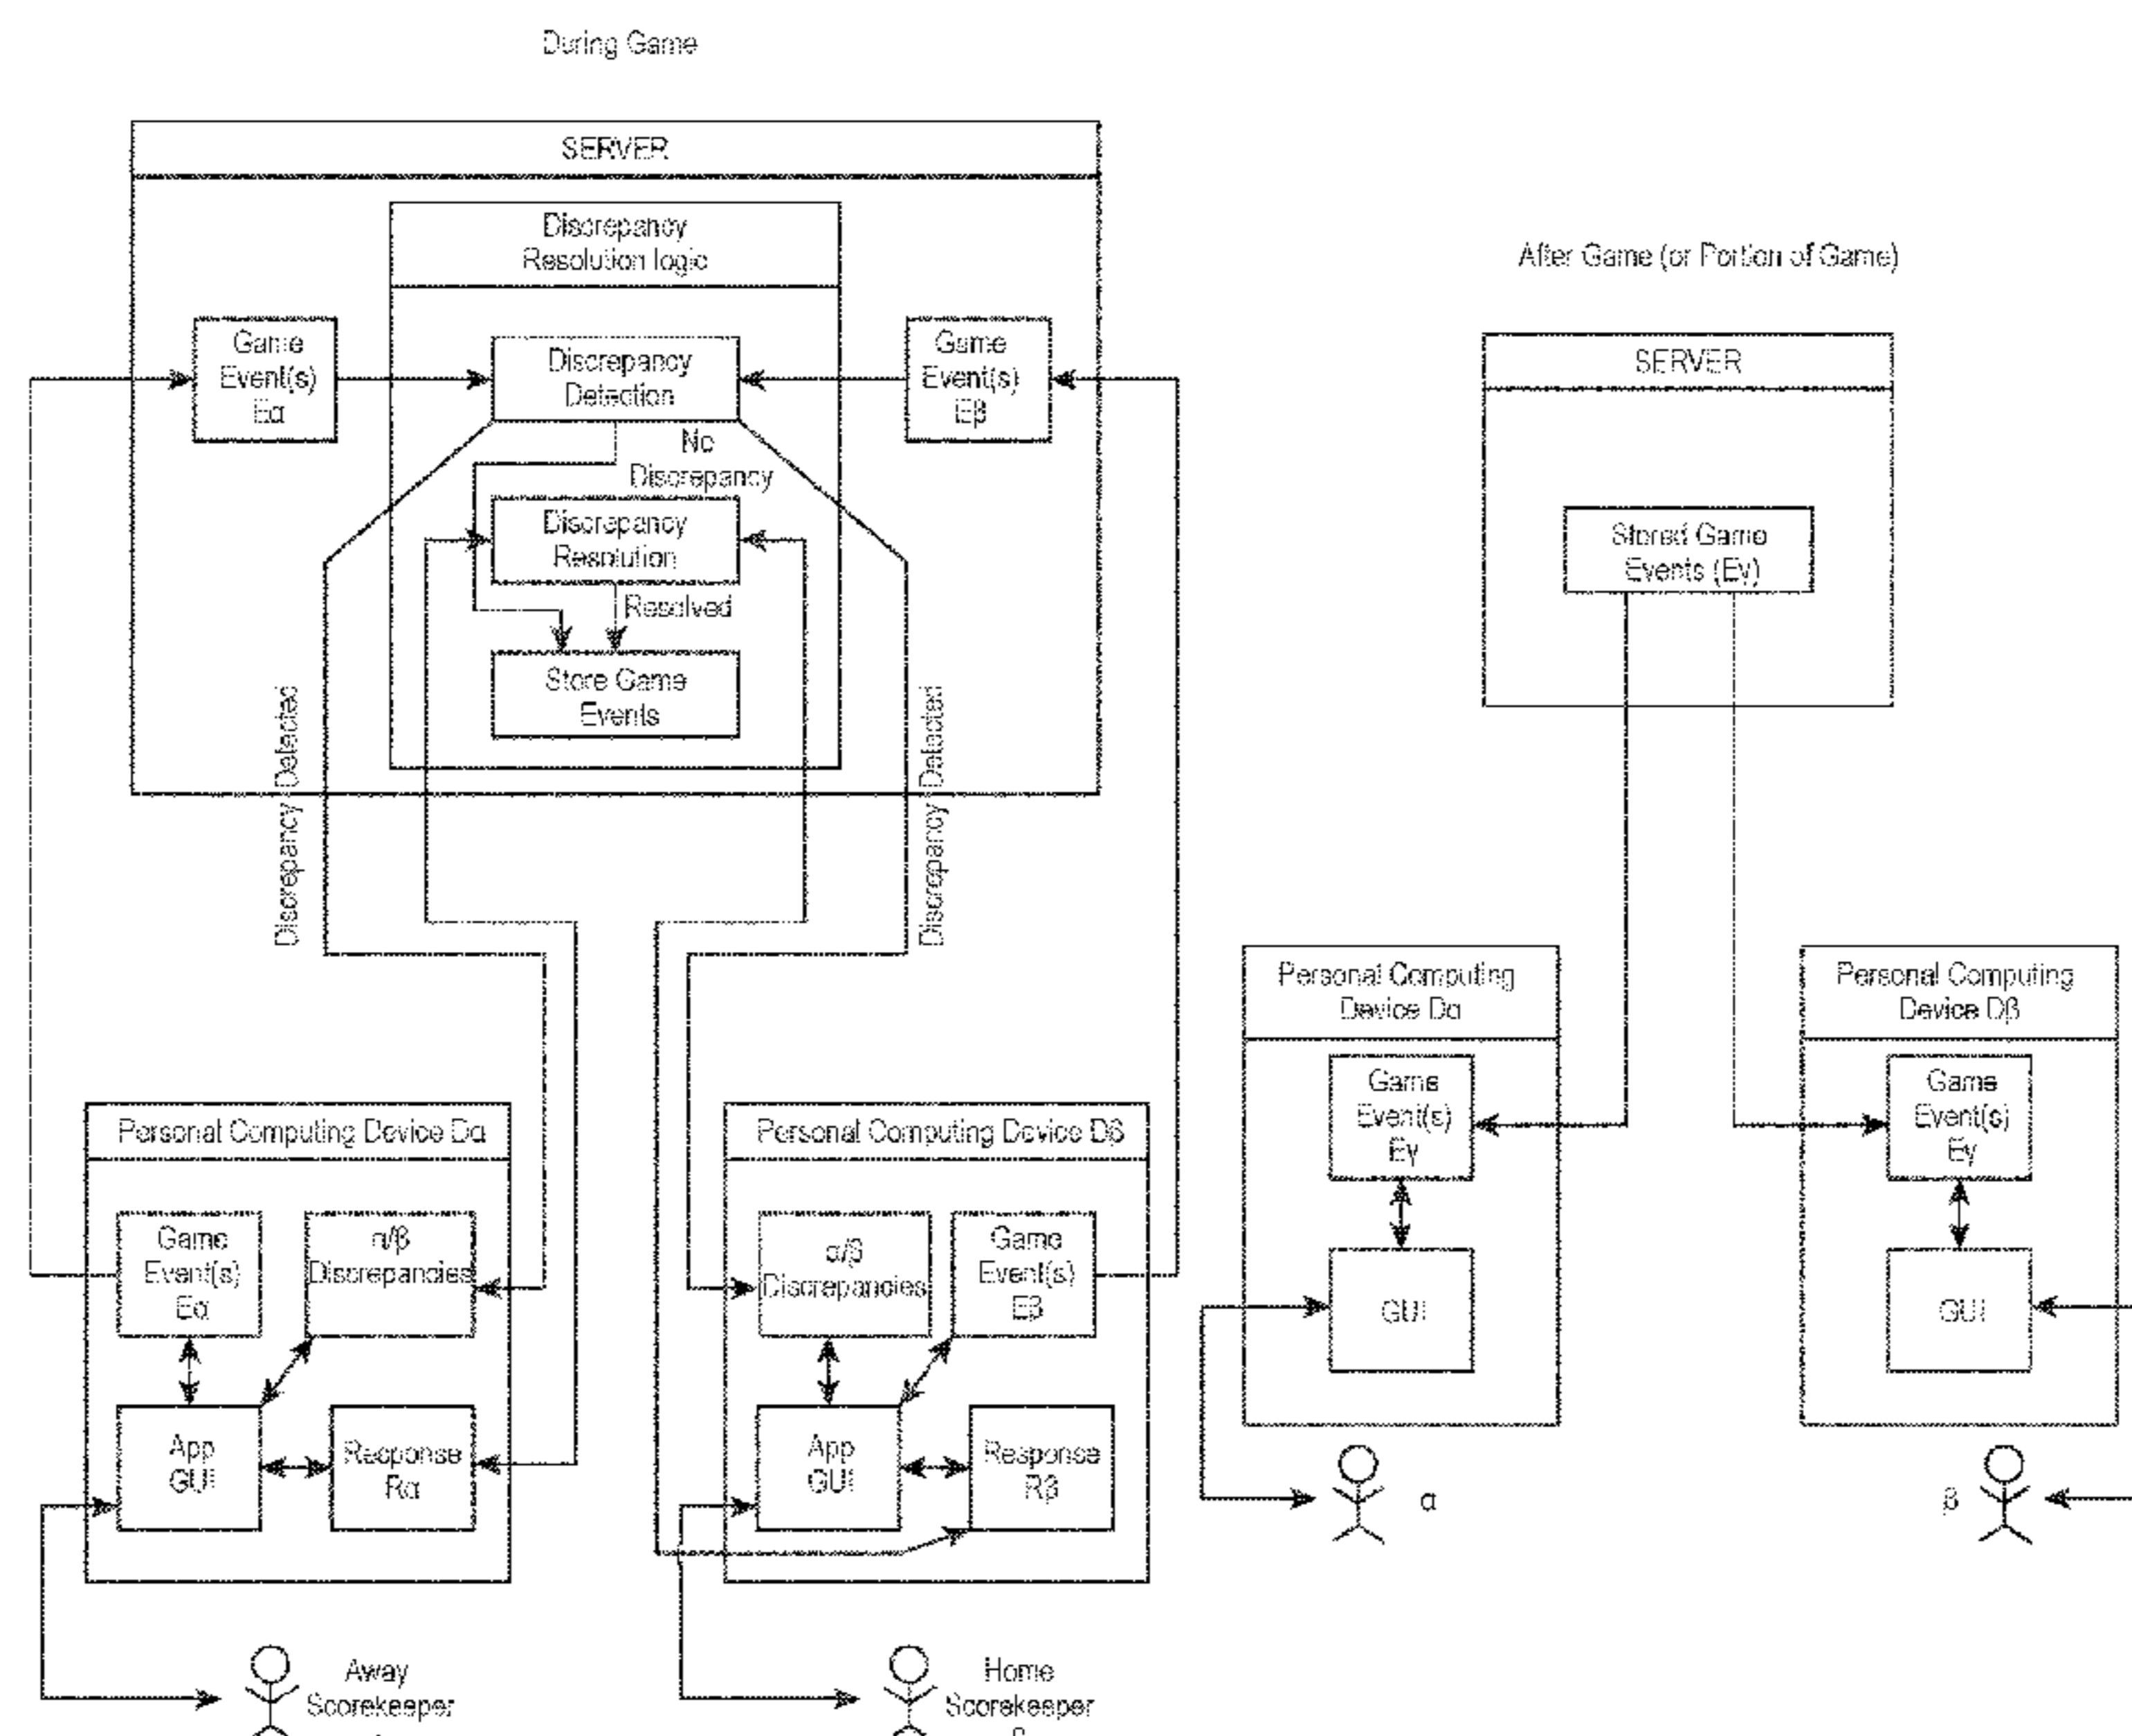 During Game
SERVER
Discrepancy
Resolution logic
Game
Event(s)
Eα
Discrepancy
Detection
Game
Event(s)
Eβ
No
Discrepancy
Discrepancy
Resolution
Resolved
Store Game
Events
Discrepancy Detected
Discrepancy Detected
Personal Computing Device Dα
Game
Event(s)
Eα
α/β
Discrepancies
App
GUI
Response
Rα
Away
Scorekeeper
Personal Computing Device Dβ
α/β
Discrepancies
Game
Event(s)
Eβ
App
GUI
Response
Rβ
Home
Scorekeeper
After Game (or Portion of Game)
SERVER
Stored Game
Events (Eγ)
Personal Computing
Device Dα
Game
Event(s)
Eγ
GUI
α
Personal Computing
Device Dβ
Game
Event(s)
Eγ
GUI
β